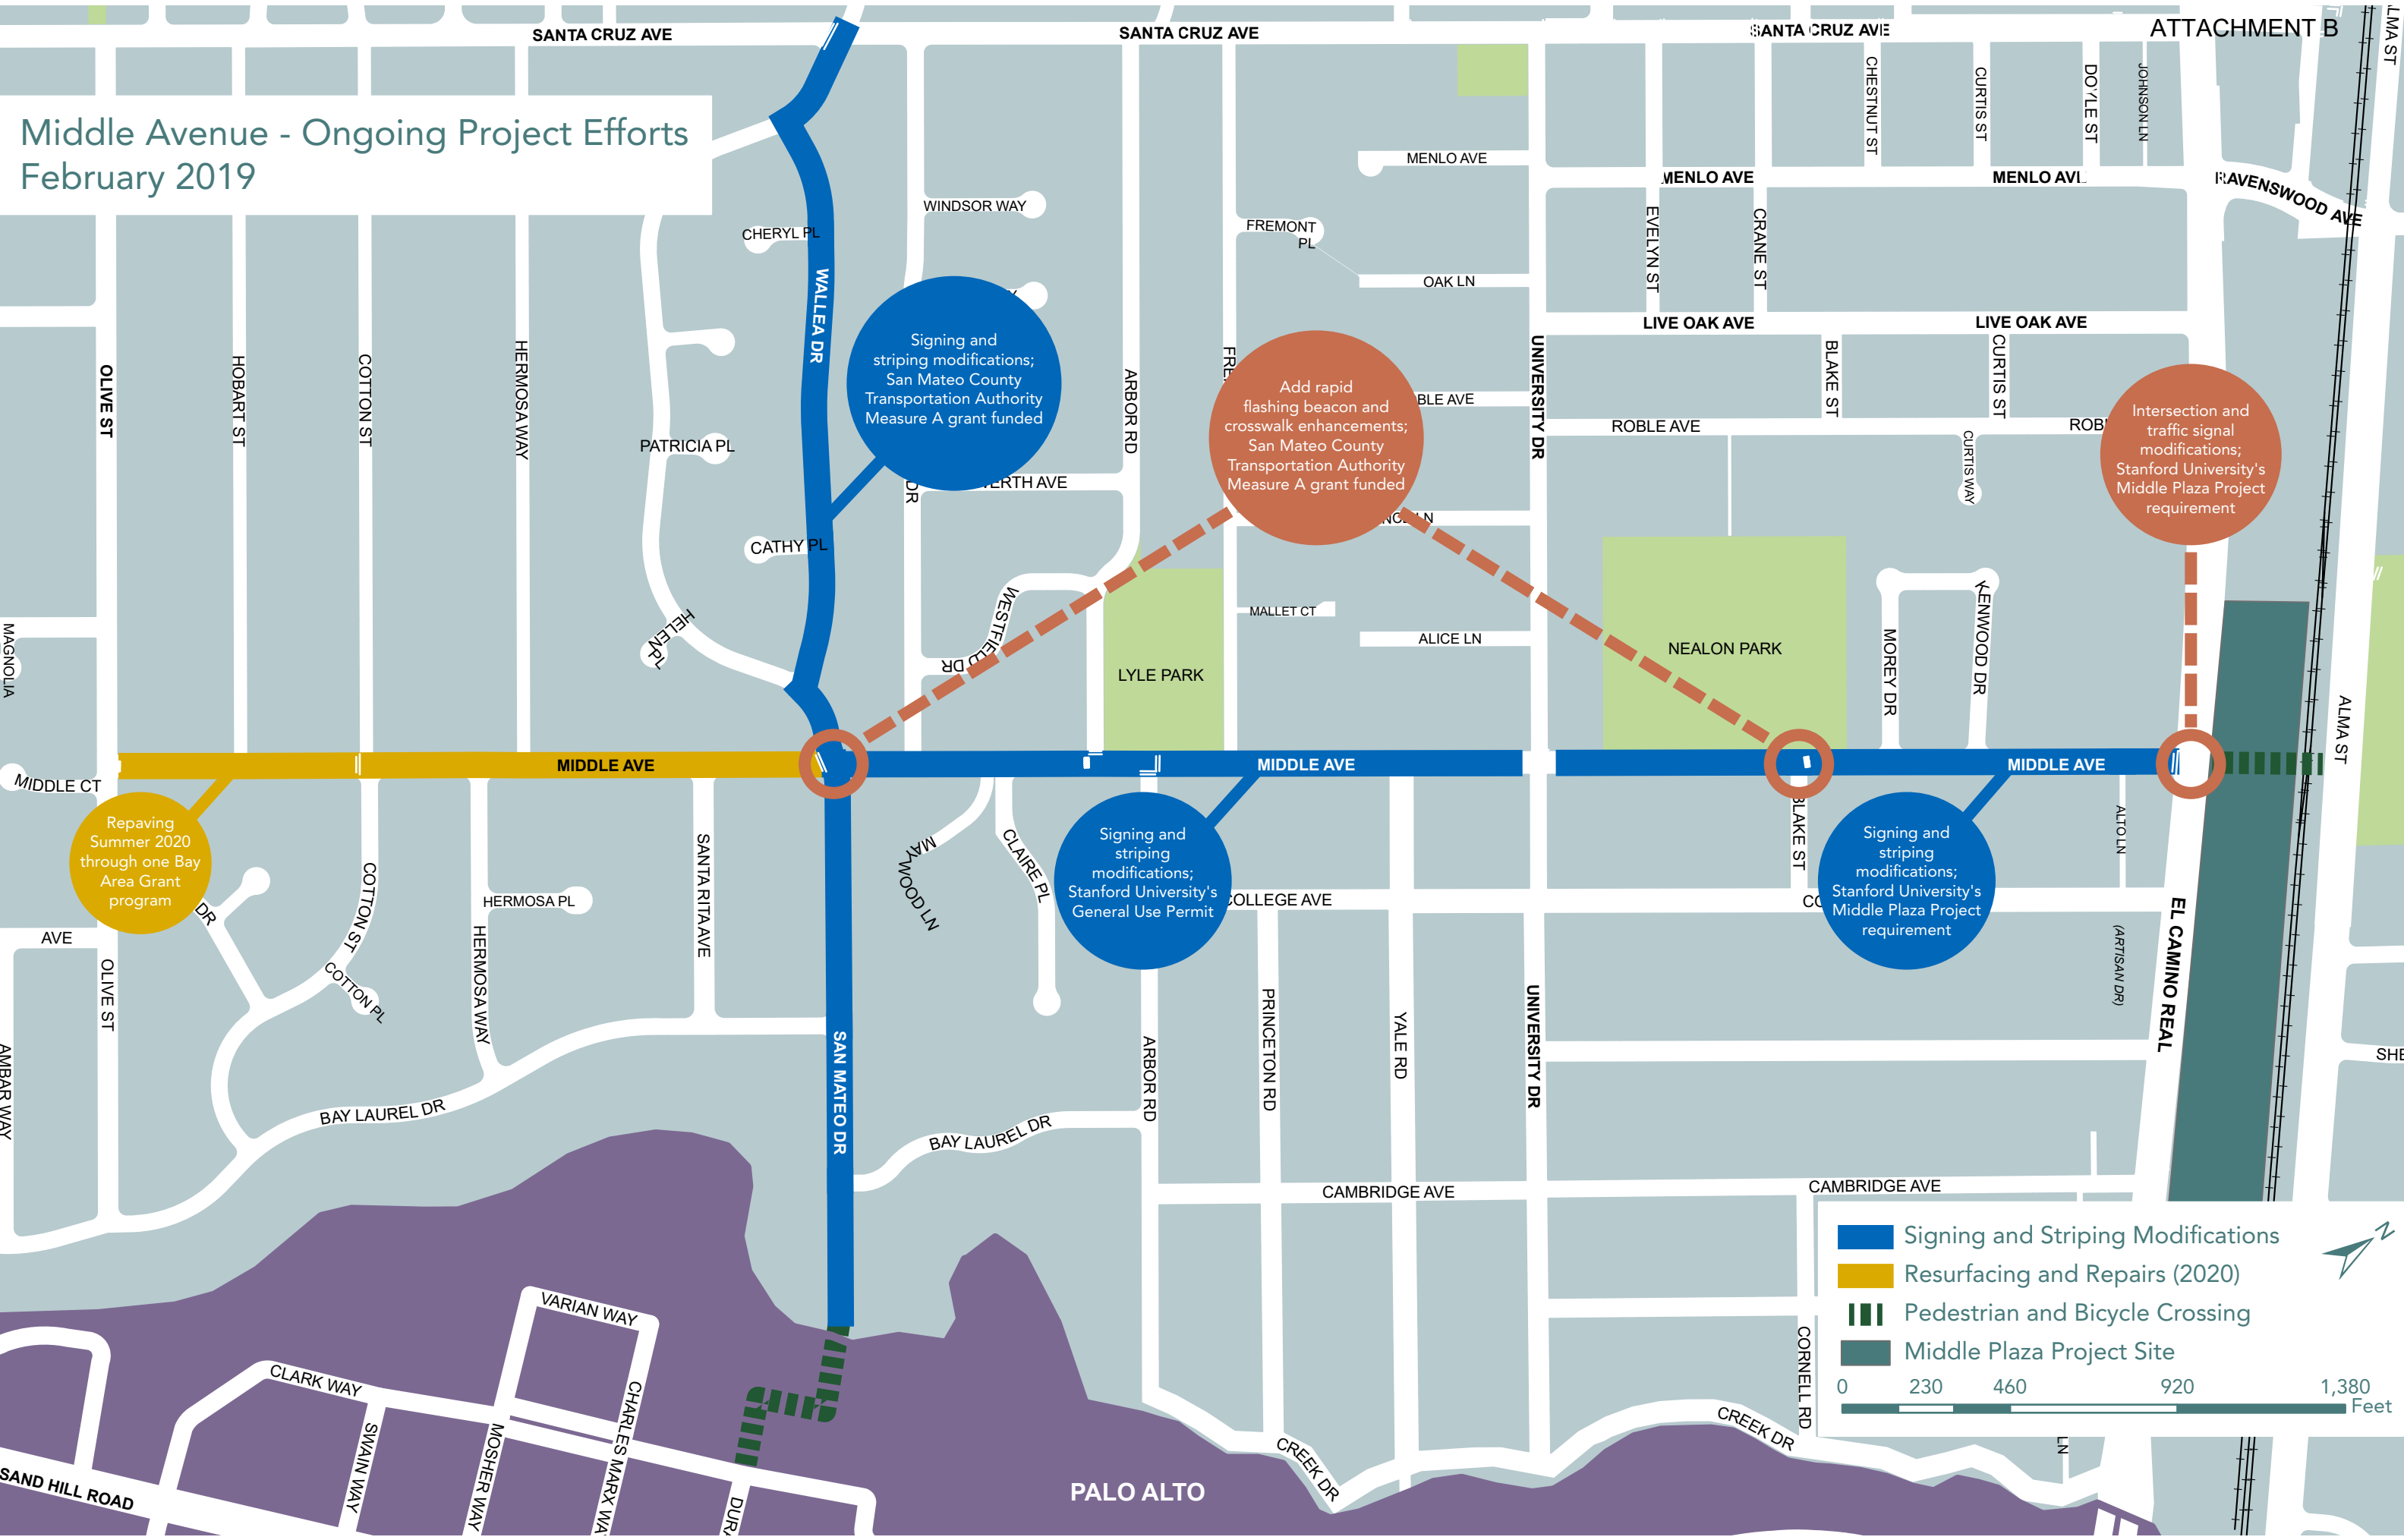 SANTA CRUZ AVE
SANTA CRUZ AVE
SANTA CRUZ AVE
ATTACHMENT B
Middle Avenue - Ongoing Project Efforts
February 2019
CHESTNUT ST
CURTIS ST
DOYLE ST
JOHNSON LN
MENLO AVE
MENLO AVE
RAVENSWOOD AVE
WINDSOR WAY
CHERYL PL
FREMONT
PL
EVELYN ST
CRANE ST
OAK LN
WALLEA DR
LIVE OAK AVE
LIVE OAK AVE
Signing and
striping modifications;
San Mateo County
Transportation Authority
Measure A grant funded
Add rapid
flashing beacon and
crosswalk enhancements;
San Mateo County
Transportation Authority
Measure A grant funded
Intersection and
traffic signal
modifications;
Stanford University's
Middle Plaza Project
requirement
OLIVE ST
HOBART ST
COTTON ST
HERMOSA WAY
ARBOR RD
UNIVERSITY DR
BLAKE ST
CURTIS ST
ROBLE AVE
CURTIS WAY
PATRICIA PL
DR
CATHY PL
HELEN
PL
WESTFIELD DR
MALLET CT
ALICE LN
LYLE PARK
NEALON PARK
MOREY DR
KENWOOD DR
MAGNOLIA
ALMA ST
MIDDLE CT
MIDDLE AVE
MIDDLE AVE
MIDDLE AVE
Repaving
Summer 2020
through one Bay
Area Grant
program
Signing and
striping
modifications;
Stanford University's
General Use Permit
Signing and
striping
modifications;
Stanford University's
Middle Plaza Project
requirement
DR
COTTON ST
COTTON PL
HERMOSA PL
HERMOSA WAY
SANTA RITA AVE
MAYWOOD LN
CLAIRE PL
COLLEGE AVE
BLAKE ST
ALTO LN
(ARTISAN DR)
EL CAMINO REAL
AVE
OLIVE ST
AMBAR WAY
BAY LAUREL DR
SAN MATEO DR
BAY LAUREL DR
ARBOR RD
PRINCETON RD
YALE RD
UNIVERSITY DR
CAMBRIDGE AVE
CAMBRIDGE AVE
Signing and Striping Modifications
Resurfacing and Repairs (2020)
Pedestrian and Bicycle Crossing
Middle Plaza Project Site
0 230 460 920 1,380
Feet
N
VARIAN WAY
CLARK WAY
SWAIN WAY
MOSHER WAY
CHARLES MARX WA
SAND HILL ROAD
PALO ALTO
CREEK DR
CREEK DR
CORNELL RD
LN